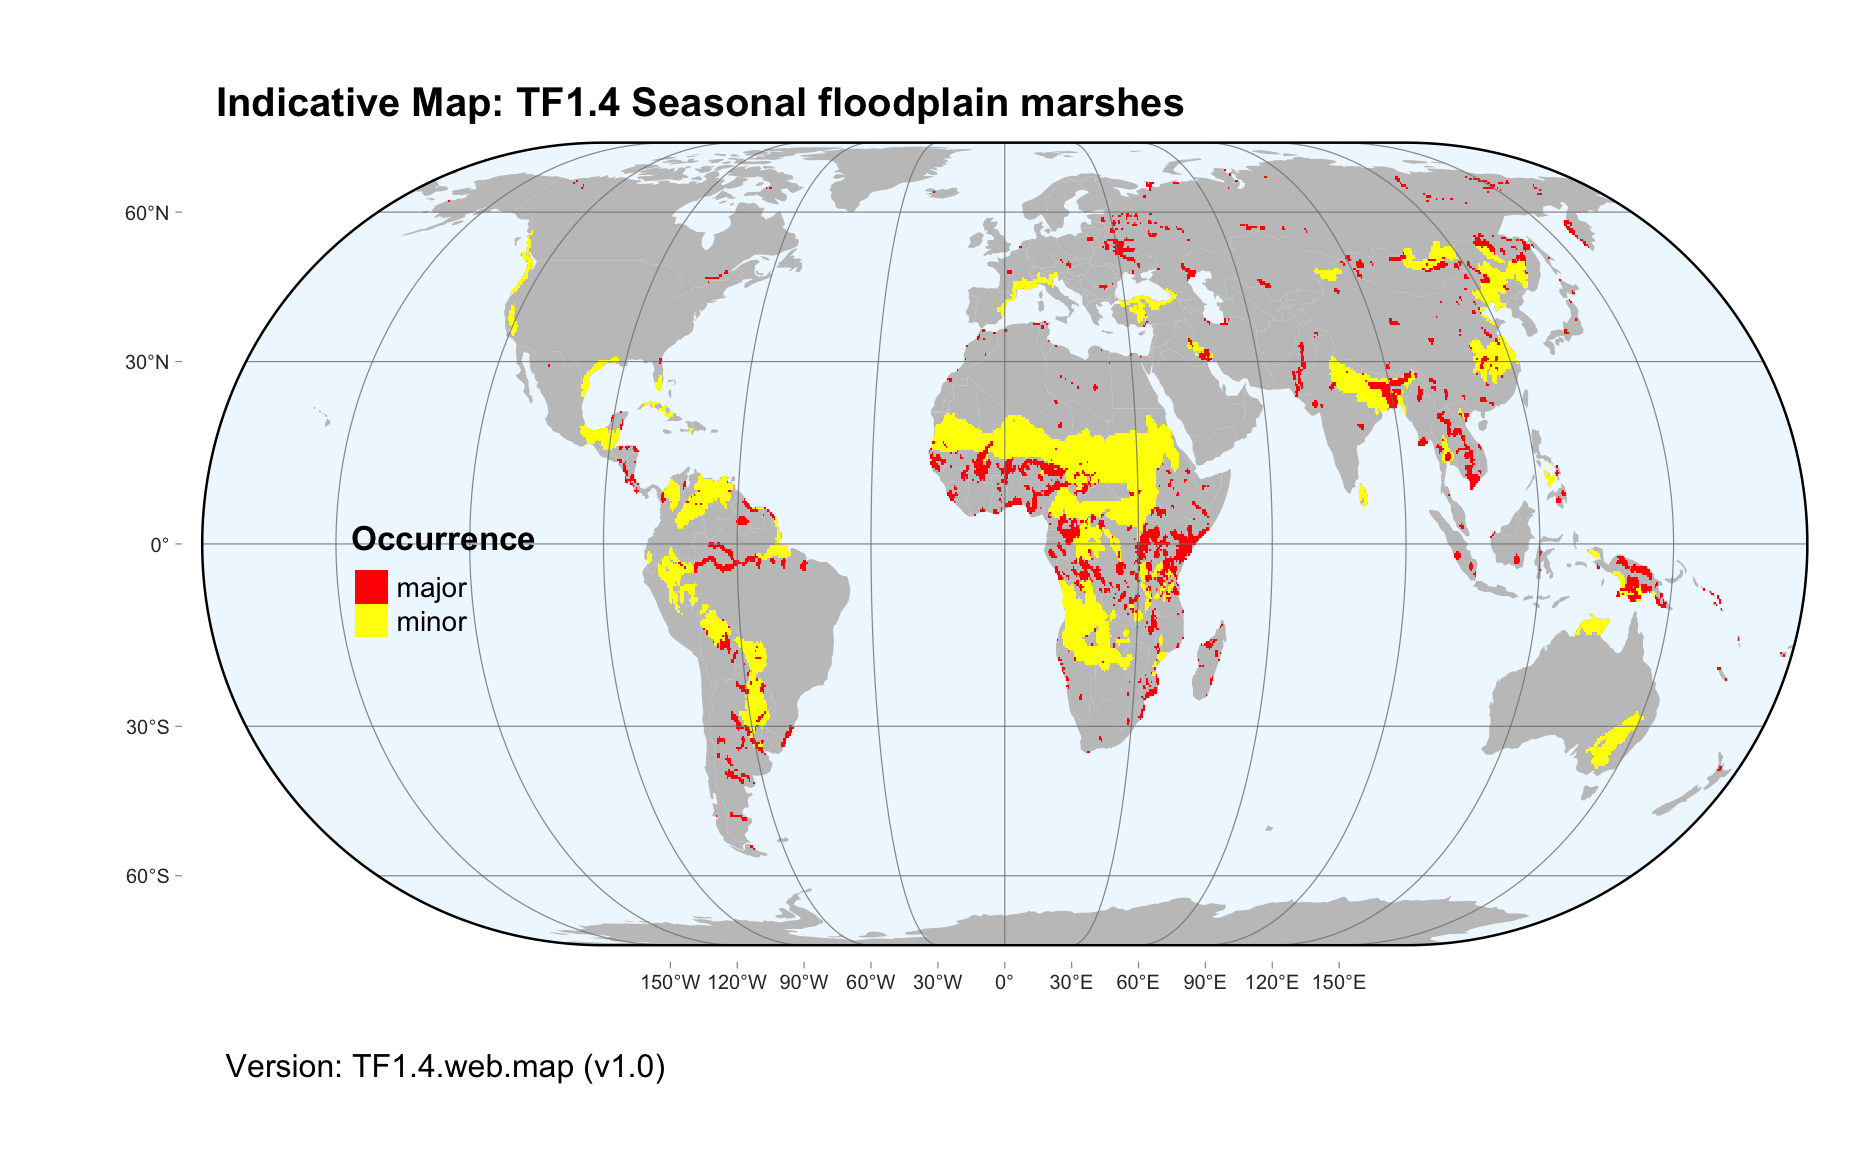 Indicative Map: TF1.4 Seasonal floodplain marshes
60°N
30°N
0°
30°S
60°S
Occurrence
major
minor
150°W 120°W 90°W 60°W 30°W 0° 30°E 60°E 90°E 120°E 150°E
Version: TF1.4.web.map (v1.0)